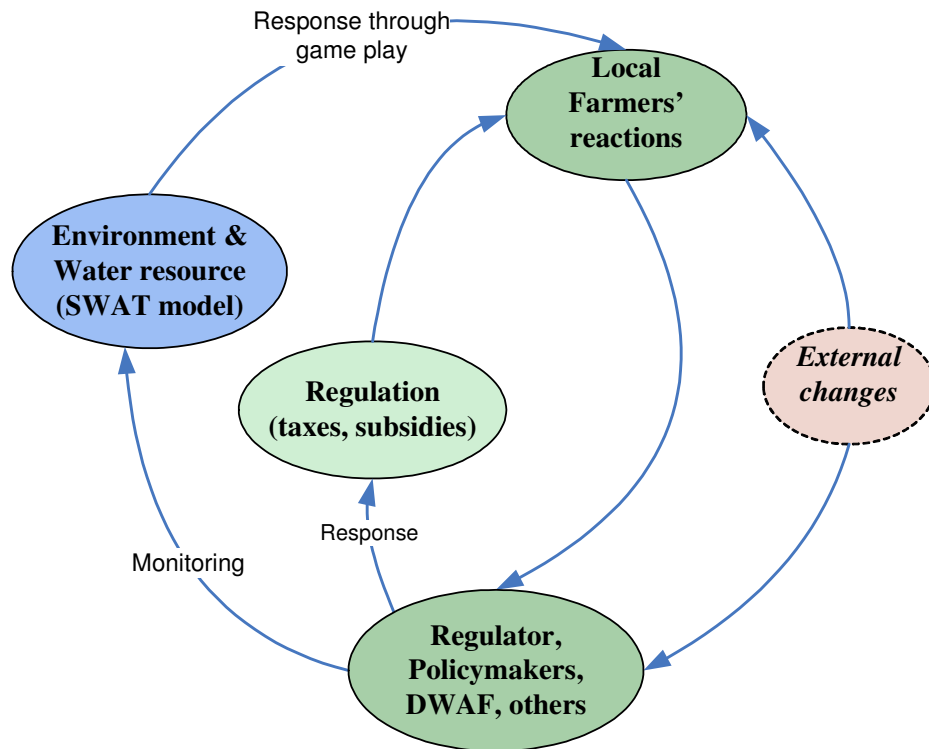 Response through
game play
Local
Farmers’
reactions
Environment &
Water resource
(SWAT model)
External
changes
Regulation
(taxes, subsidies)
Response
Monitoring
Regulator,
Policymakers,
DWAF, others